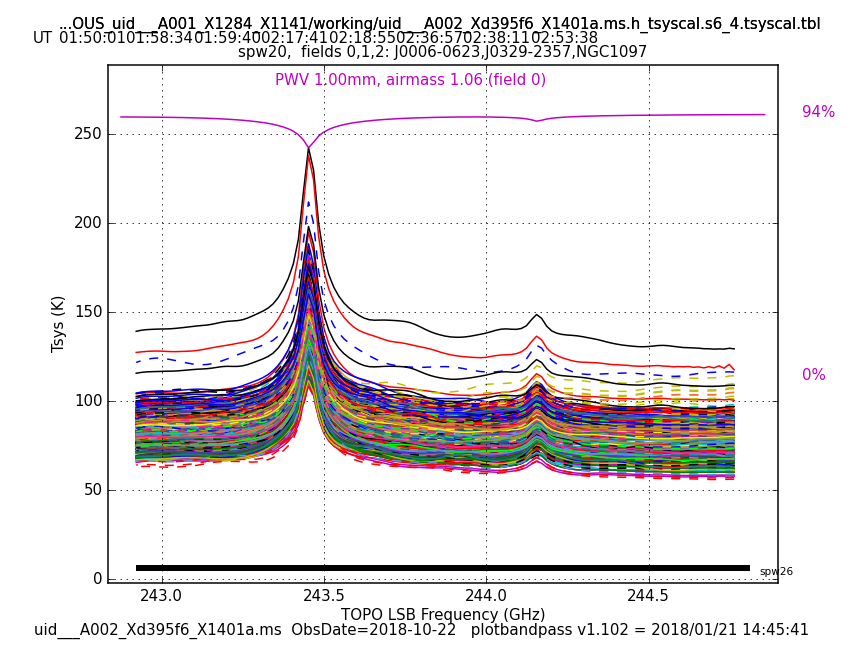 ...OUS_uid___A001_X1284_X1141/working/uid___A002_Xd395f6_X1401a.ms.h_tsyscal.s6_4.tsyscal.tbl
UT 01:50:0101:58:3401:59:4002:17:4102:18:5502:36:5702:38:1102:53:38
spw20, fields 0,1,2: J0006-0623,J0329-2357,NGC1097
PWV 1.00mm, airmass 1.06 (field 0)
94%
250
200
150
Tsys (K)
0%
100
50
0
spw26
243.0 243.5 244.0 244.5
TOPO LSB Frequency (GHz)
uid___A002_Xd395f6_X1401a.ms ObsDate=2018-10-22 plotbandpass v1.102 = 2018/01/21 14:45:41